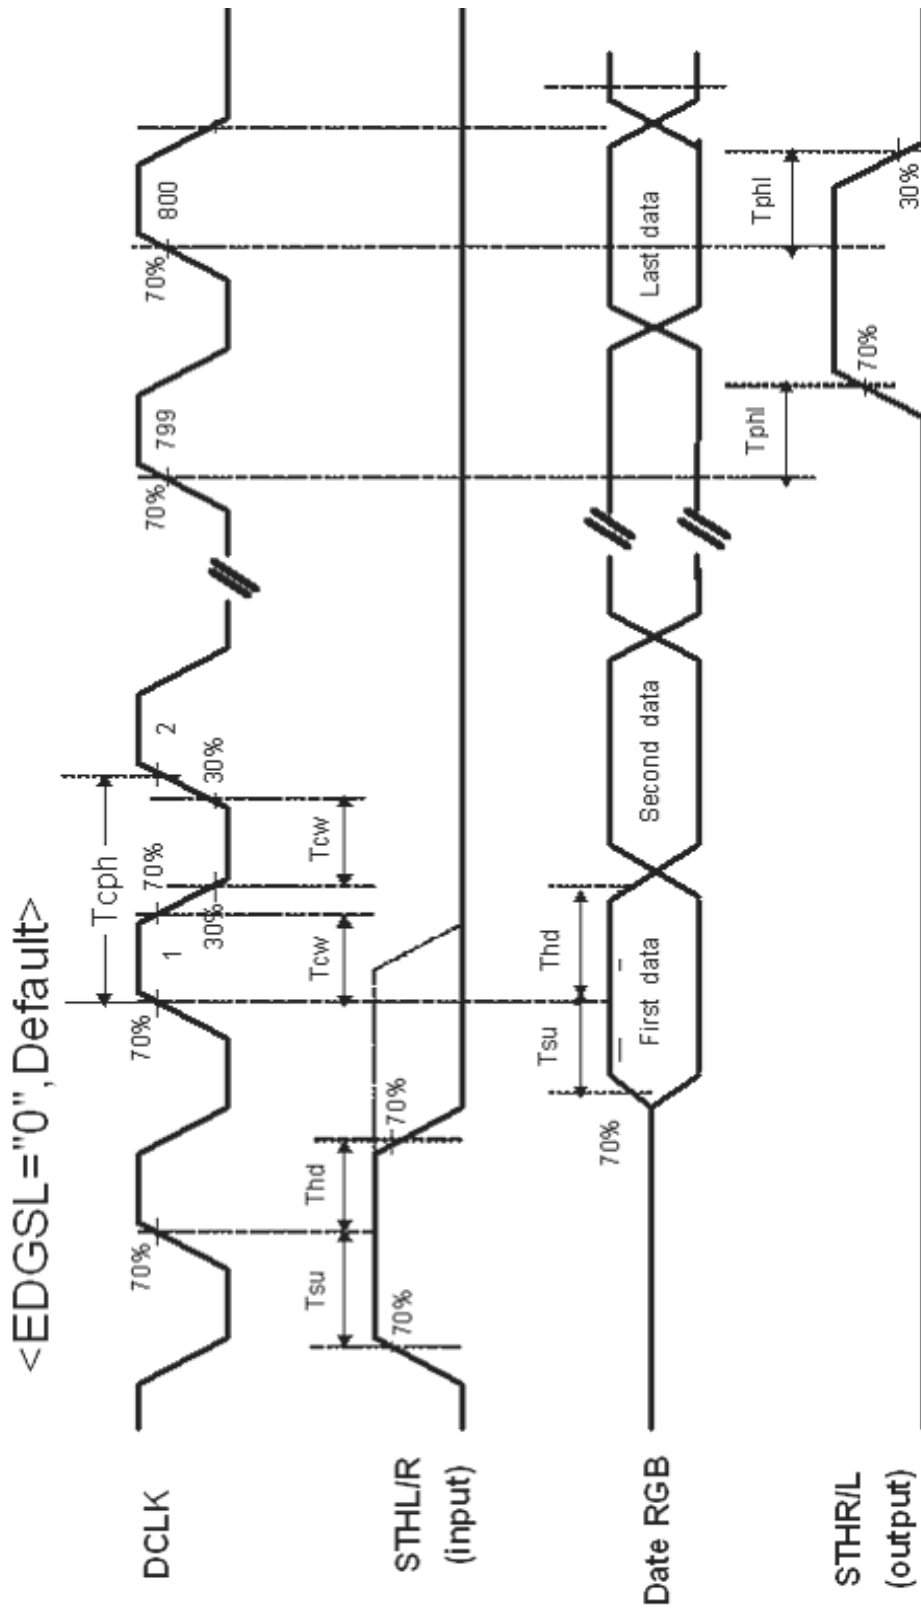 <EDGSL="0",Default>
Tcph
DCLK
70%
70%
1
70%
30%
30%
2
70%
799
70%
800
Tcw
Tcw
STHL/R
(input)
Tsu
Thd
70%
70%
Date RGB
70%
Tsu
Thd
First data
Second data
Last data
STHR/L
(output)
Tphl
Tphl
70%
30%